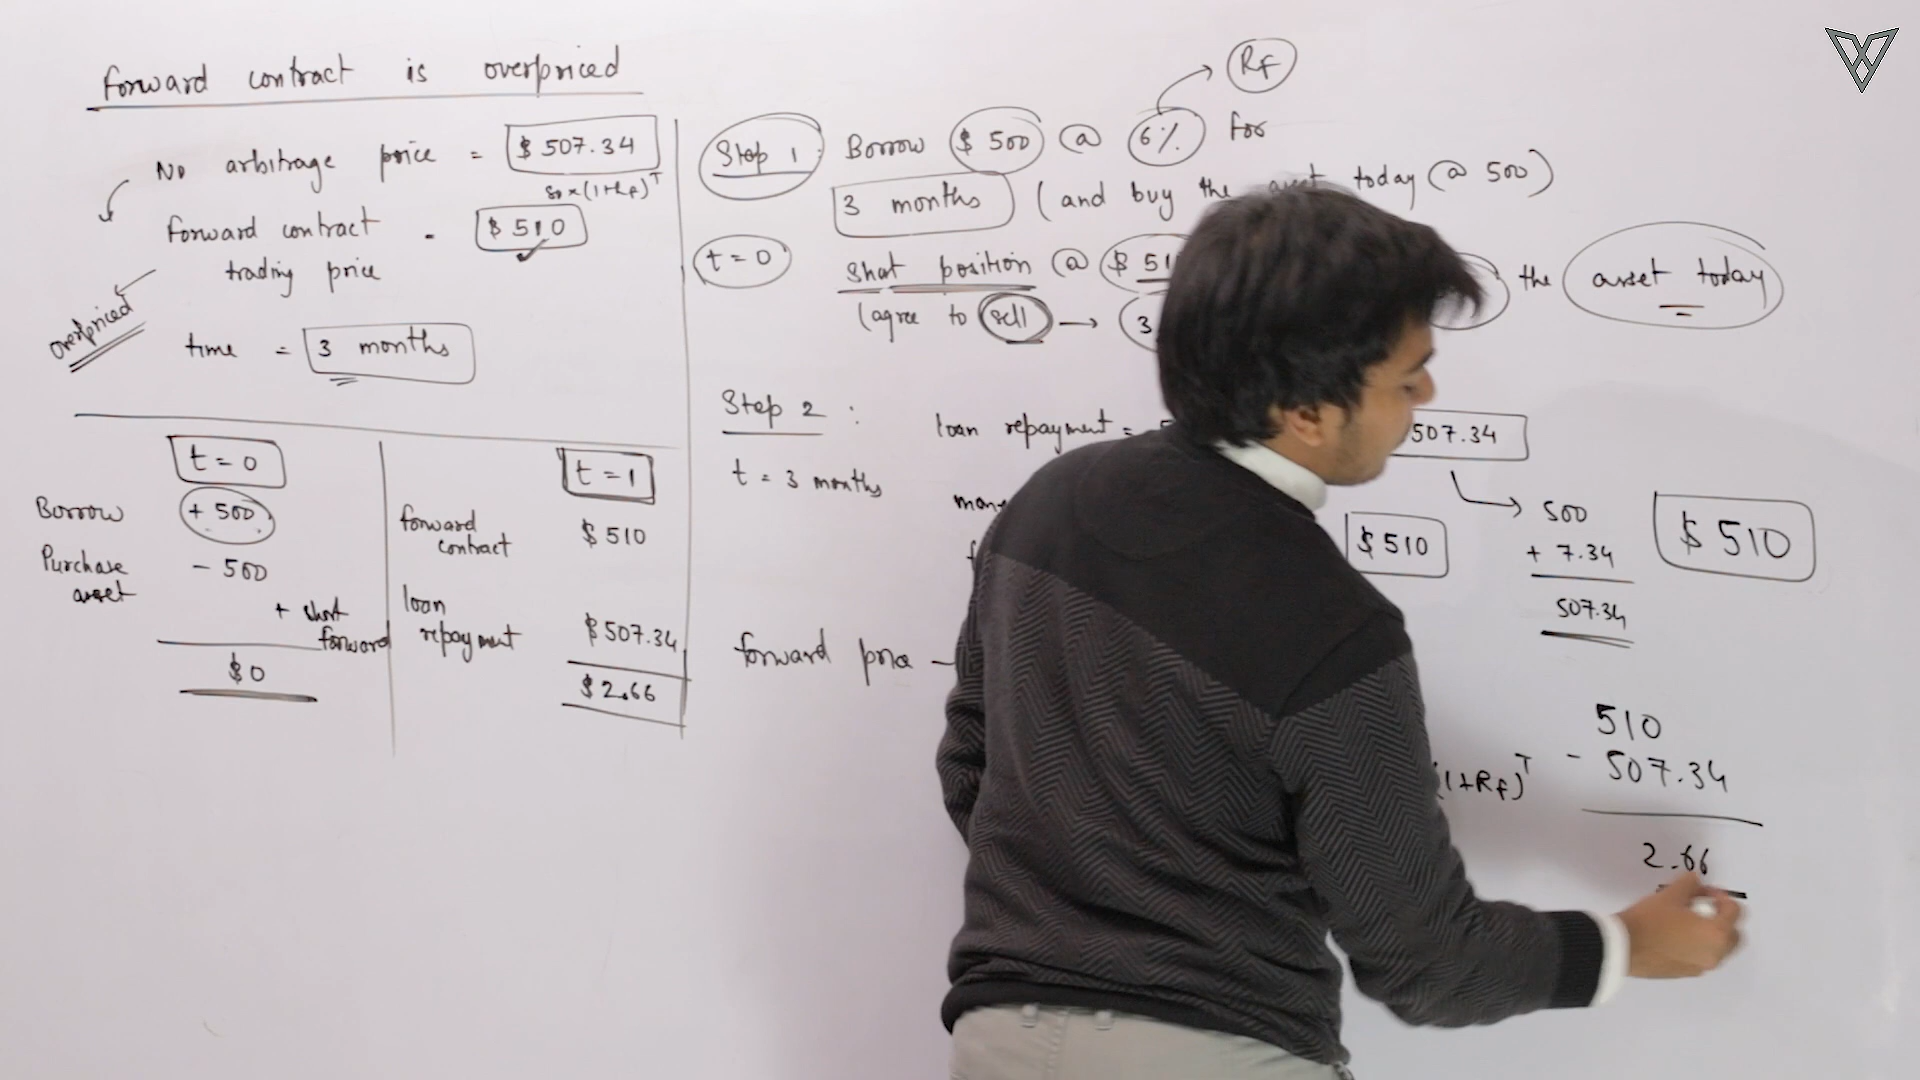 forward contract is overpriced
No arbitrage price = $ 507.34
So×(1+Rf)^T
forward contract = $ 510
trading price
overpriced
time = 3 months
t = 0
Borrow + 500
Purchase - 500
asset
+ short
forward
$0
t = 1
forward $ 510
contract
loan
repayment $ 507.34
$ 2.66
Rf
Step 1 : Borrow $ 500 @ 6% for
3 months (and buy the asset today @ 500)
t = 0 Short position @ $ 51 the asset today
(agree to sell → 3
Step 2 : loan repayment = 507.34
t = 3 months
$ 510
500
+ 7.34
507.34
$ 510
forward price -
(1+Rf)^T
510
- 507.34
2.66